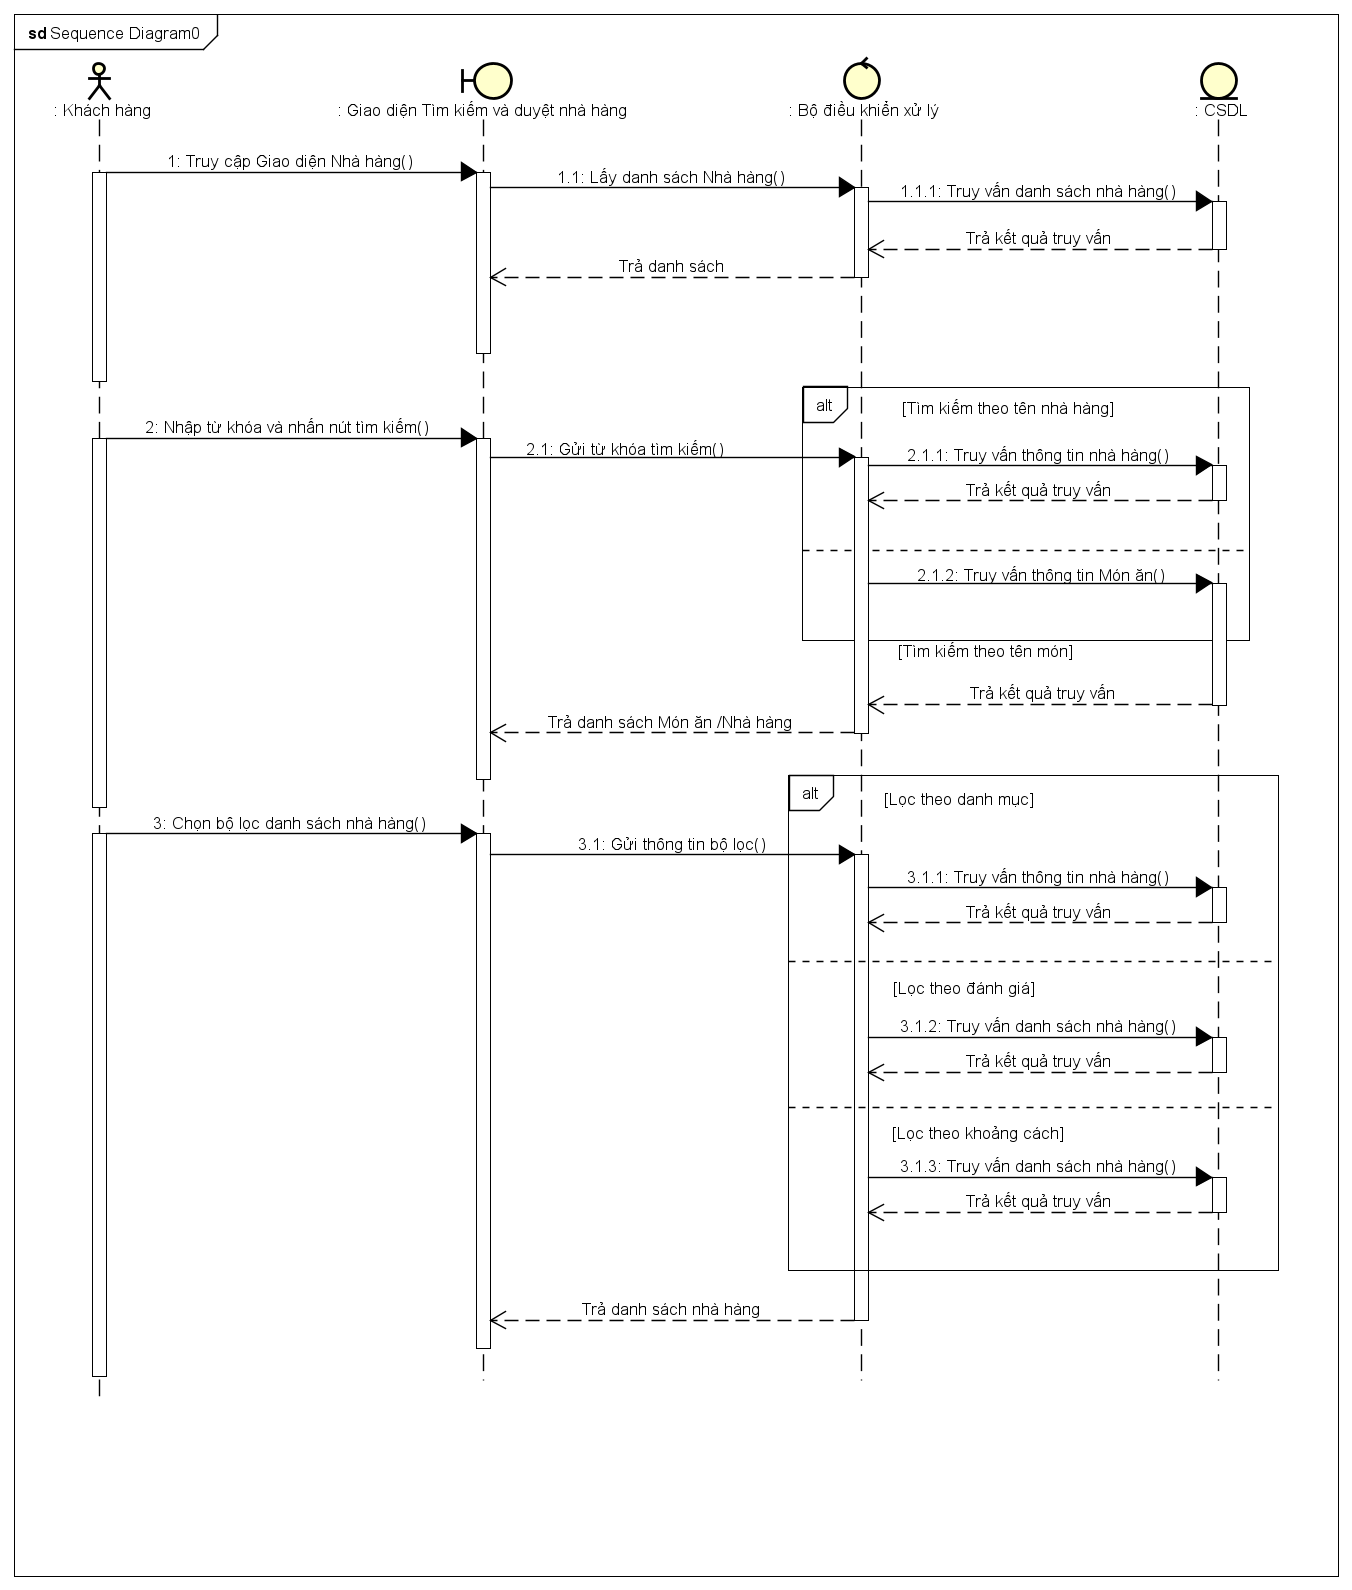 sd Sequence Diagram0
: Khách hàng
: Giao diện Tìm kiếm và duyệt nhà hàng
: Bộ điều khiển xử lý
: CSDL
1: Truy cập Giao diện Nhà hàng()
1.1: Lấy danh sách Nhà hàng()
1.1.1: Truy vấn danh sách nhà hàng()
Trả kết quả truy vấn
Trả danh sách
alt
[Tìm kiếm theo tên nhà hàng]
2: Nhập từ khóa và nhấn nút tìm kiếm()
2.1: Gửi từ khóa tìm kiếm()
2.1.1: Truy vấn thông tin nhà hàng()
Trả kết quả truy vấn
2.1.2: Truy vấn thông tin Món ăn()
[Tìm kiếm theo tên món]
Trả kết quả truy vấn
Trả danh sách Món ăn /Nhà hàng
alt
[Lọc theo danh mục]
3: Chọn bộ lọc danh sách nhà hàng()
3.1: Gửi thông tin bộ lọc()
3.1.1: Truy vấn thông tin nhà hàng()
Trả kết quả truy vấn
[Lọc theo đánh giá]
3.1.2: Truy vấn danh sách nhà hàng()
Trả kết quả truy vấn
[Lọc theo khoảng cách]
3.1.3: Truy vấn danh sách nhà hàng()
Trả kết quả truy vấn
Trả danh sách nhà hàng